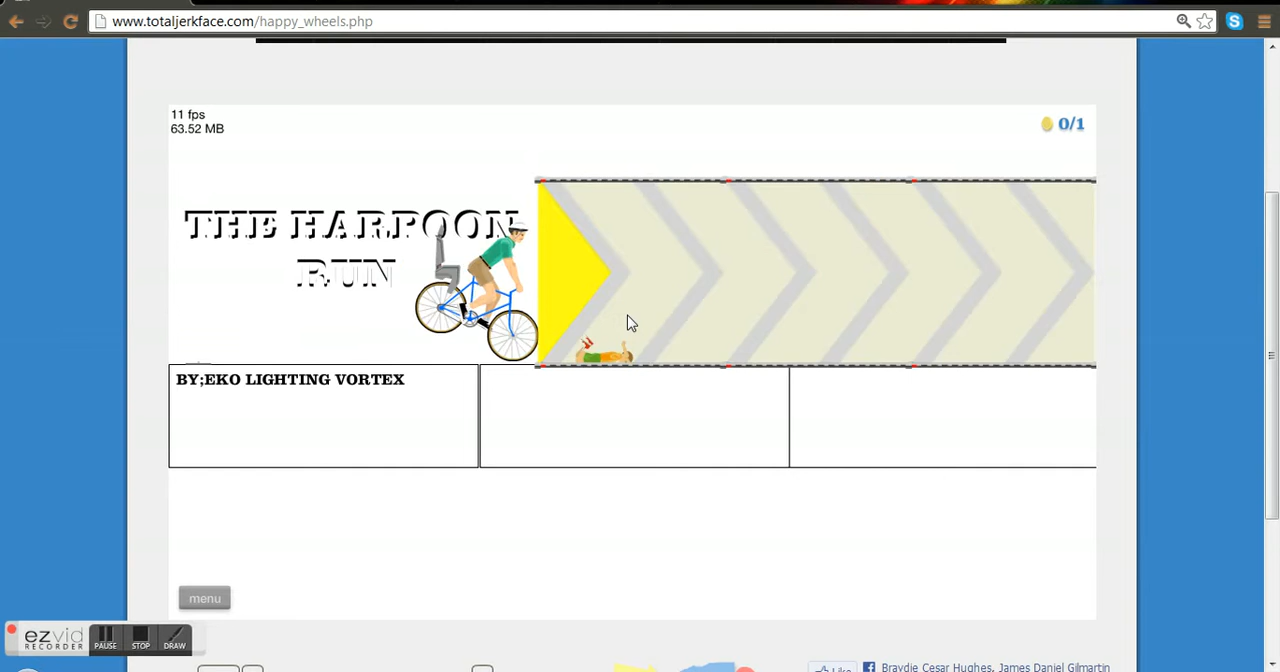 www.totaljerkface.com/happy_wheels.php
11 fps
63.52 MB
0/1
THE HARPOON
RUN
BY;EKO LIGHTING VORTEX
menu
ezvid
RECORDER
PAUSE
STOP
DRAW
Like
Braydie Cesar Hughes, James Daniel Gilmartin